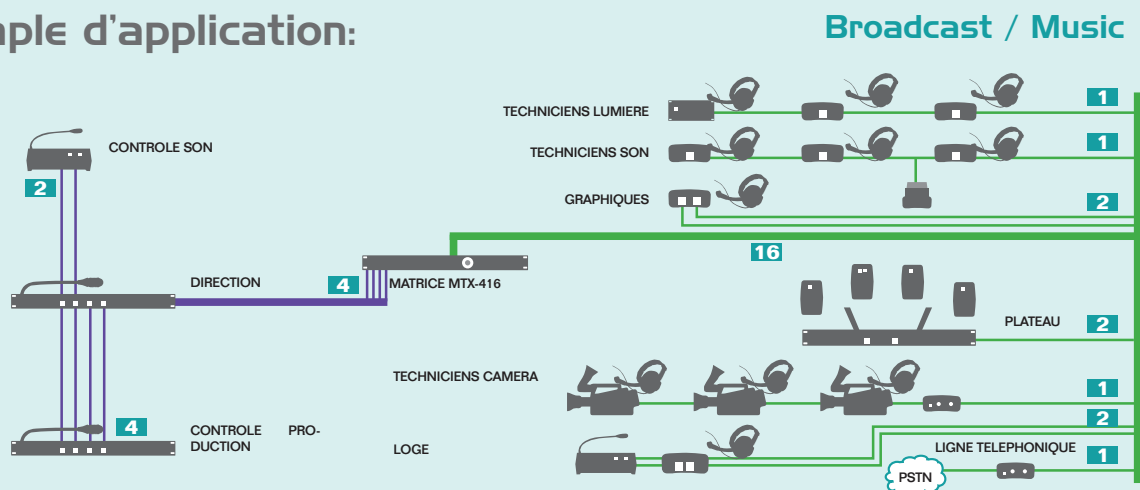 mple d'application:
Broadcast / Music
TECHNICIENS LUMIERE
1
CONTROLE SON
TECHNICIENS SON
1
2
GRAPHIQUES
2
16
DIRECTION
4
MATRICE MTX-416
PLATEAU
2
TECHNICIENS CAMERA
1
2
4
CONTROLE PRO-
DUCTION
LOGE
LIGNE TELEPHONIQUE
1
PSTN